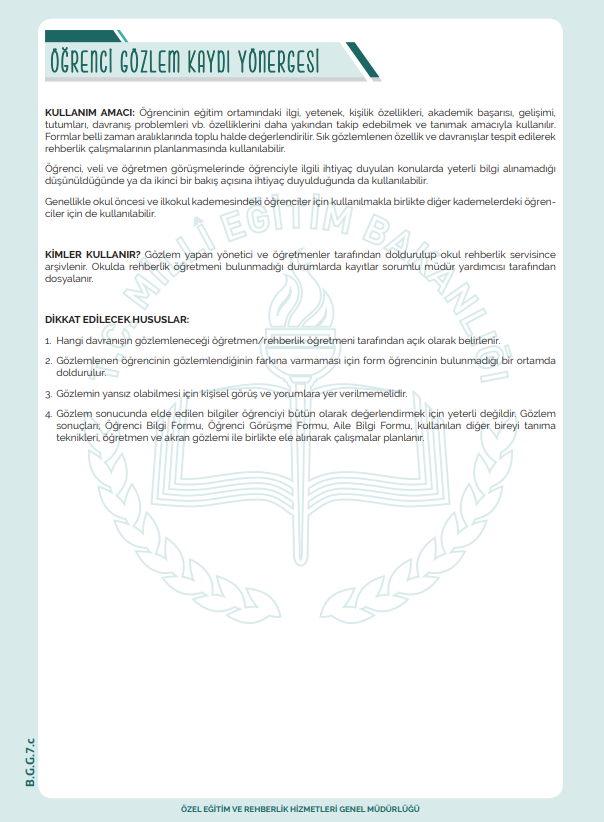 ÖĞRENCİ GÖZLEM KAYDI YÖNERGESİ
KULLANIM AMACI: Öğrencinin eğitim ortamındaki ilgi, yetenek, kişilik özellikleri, akademik başarısı, gelişimi,
tutumları, davranış problemleri vb. özelliklerini daha yakından takip edebilmek ve tanımak amacıyla kullanılır.
Formlar belli zaman aralıklarında toplu halde değerlendirilir. Sık gözlemlenen özellik ve davranışlar tespit edilerek
rehberlik çalışmalarının planlanmasında kullanılabilir.
Öğrenci, veli ve öğretmen görüşmelerinde öğrenciyle ilgili ihtiyaç duyulan konularda yeterli bilgi alınamadığı
düşünüldüğünde ya da ikinci bir bakış açısına ihtiyaç duyulduğunda da kullanılabilir.
Genellikle okul öncesi ve ilkokul kademesindeki öğrenciler için kullanılmakla birlikte diğer kademelerdeki öğren-
ciler için de kullanılabilir.
KİMLER KULLANIR? Gözlem yapan yönetici ve öğretmenler tarafından doldurulup okul rehberlik servisince
arşivlenir. Okulda rehberlik öğretmeni bulunmadığı durumlarda kayıtlar sorumlu müdür yardımcısı tarafından
dosyalanır.
DİKKAT EDİLECEK HUSUSLAR:
1. Hangi davranışın gözlemleneceği öğretmen/rehberlik öğretmeni tarafından açık olarak belirlenir.
2. Gözlemlenen öğrencinin gözlemlendiğinin farkına varmaması için form öğrencinin bulunmadığı bir ortamda
doldurulur.
3. Gözlemin yansız olabilmesi için kişisel görüş ve yorumlara yer verilmemelidir.
4. Gözlem sonucunda elde edilen bilgiler öğrenciyi bütün olarak değerlendirmek için yeterli değildir. Gözlem
sonuçları; Öğrenci Bilgi Formu, Öğrenci Görüşme Formu, Aile Bilgi Formu, kullanılan diğer bireyi tanıma
teknikleri, öğretmen ve akran gözlemi ile birlikte ele alınarak çalışmalar planlanır.
T.C. MİLLÎ EĞİTİM BAKANLIĞI
B.G.G.7.c
ÖZEL EĞİTİM VE REHBERLİK HİZMETLERİ GENEL MÜDÜRLÜĞÜ